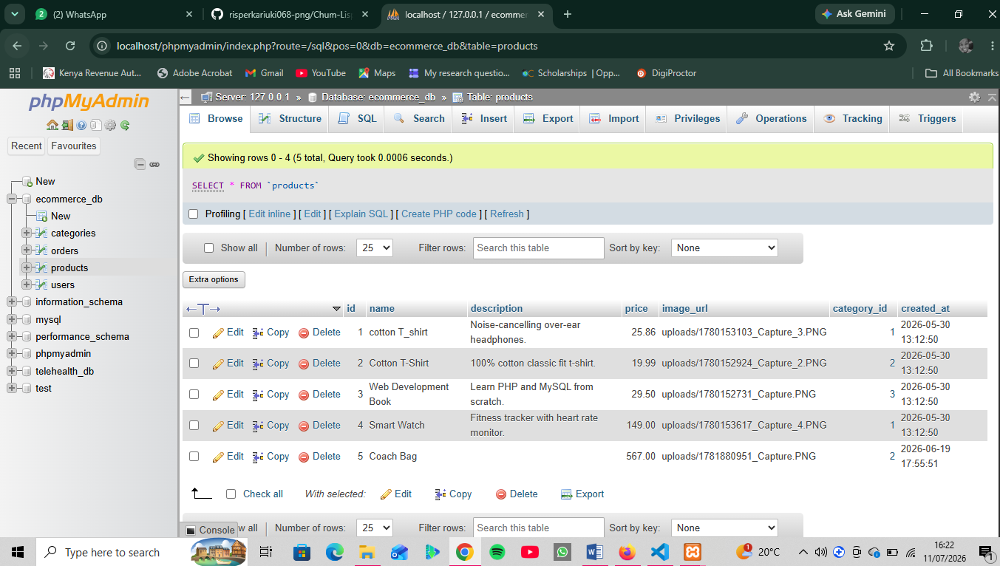 (2) WhatsApp
risperkariuki068-png/Chum-Lis
localhost / 127.0.0.1 / ecomme
Ask Gemini
localhost/phpmyadmin/index.php?route=/sql&pos=0&db=ecommerce_db&table=products
Kenya Revenue Aut...
Adobe Acrobat
Gmail
YouTube
Maps
My research questio...
Scholarships | Opp...
DigiProctor
All Bookmarks
phpMyAdmin
Recent
Favourites
New
ecommerce_db
New
categories
orders
products
users
information_schema
mysql
performance_schema
phpmyadmin
telehealth_db
test
Server: 127.0.0.1 » Database: ecommerce_db » Table: products
Browse Structure SQL Search Insert Export Import Privileges Operations Tracking Triggers
Showing rows 0 - 4 (5 total, Query took 0.0006 seconds.)
SELECT * FROM `products`
Profiling [ Edit inline ] [ Edit ] [ Explain SQL ] [ Create PHP code ] [ Refresh ]
Show all Number of rows: 25 Filter rows: Search this table Sort by key: None
Extra options
←T→ id name description price image_url category_id created_at
Edit Copy Delete 1 cotton T_shirt Noise-cancelling over-ear headphones. 25.86 uploads/1780153103_Capture_3.PNG 1 2026-05-30 13:12:50
Edit Copy Delete 2 Cotton T-Shirt 100% cotton classic fit t-shirt. 19.99 uploads/1780152924_Capture_2.PNG 2 2026-05-30 13:12:50
Edit Copy Delete 3 Web Development Book Learn PHP and MySQL from scratch. 29.50 uploads/1780152731_Capture.PNG 3 2026-05-30 13:12:50
Edit Copy Delete 4 Smart Watch Fitness tracker with heart rate monitor. 149.00 uploads/1780153617_Capture_4.PNG 1 2026-05-30 13:12:50
Edit Copy Delete 5 Coach Bag 567.00 uploads/1781880951_Capture.PNG 2 2026-06-19 17:55:51
Check all With selected: Edit Copy Delete Export
Console
w all Number of rows: 25 Filter rows: Search this table Sort by key: None
Type here to search
20°C
16:22
11/07/2026